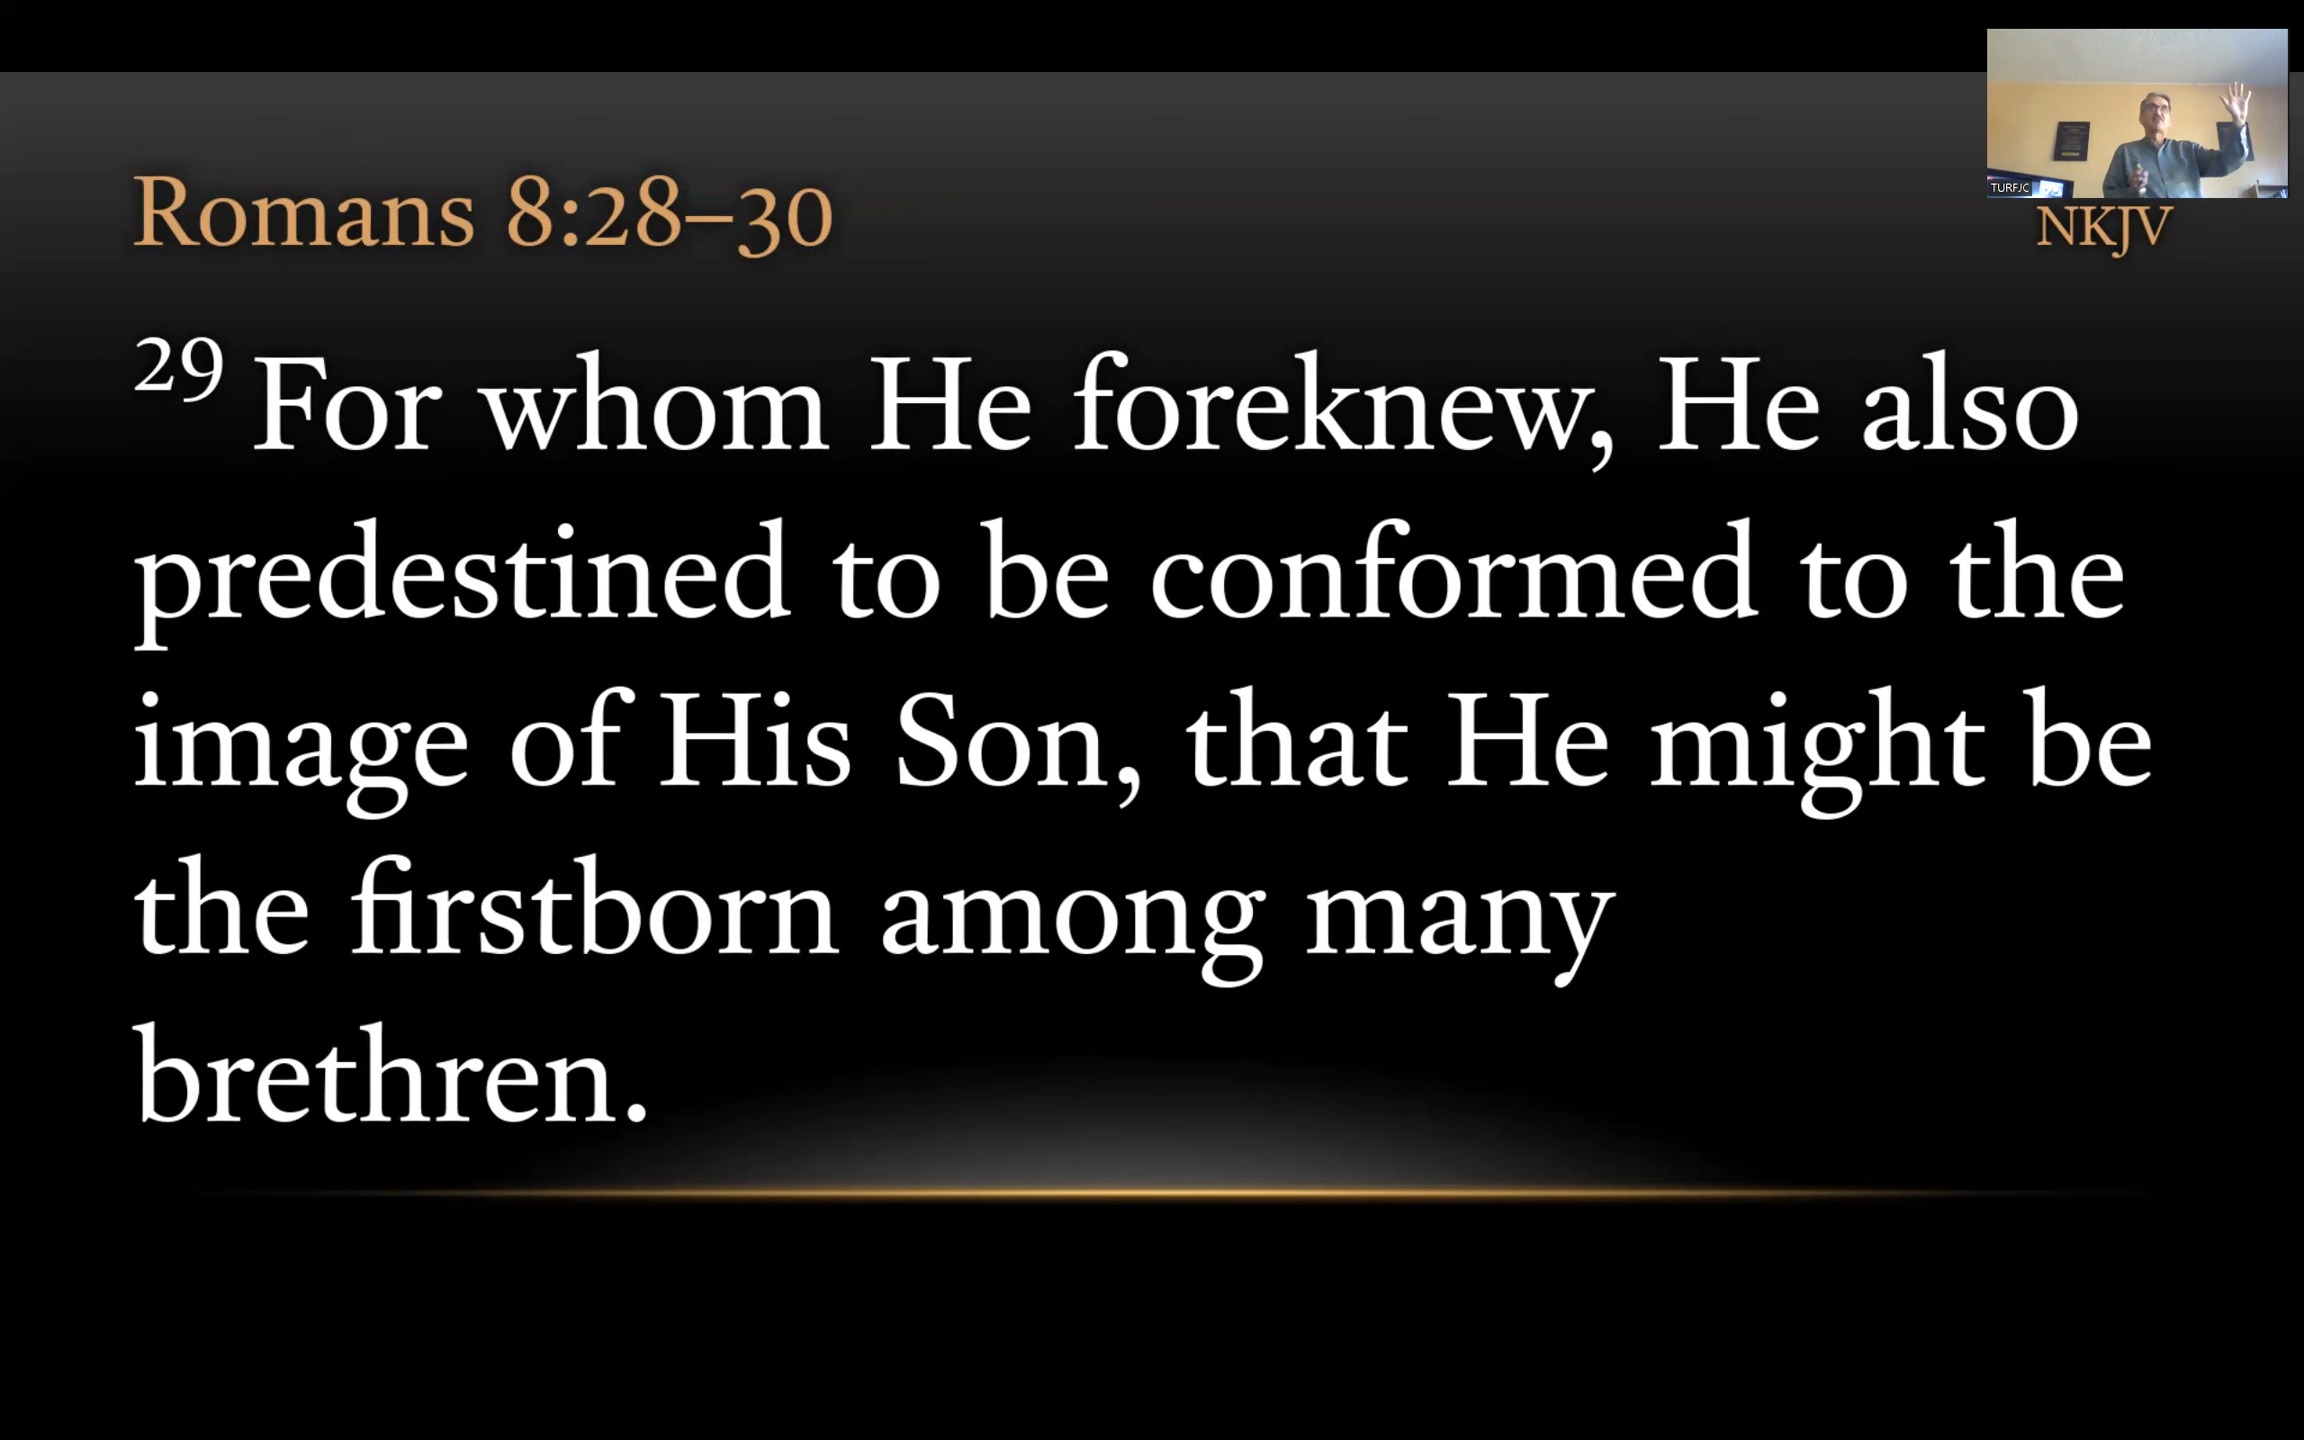 TURFJC
Romans 8:28–30
NKJV
29 For whom He foreknew, He also
predestined to be conformed to the
image of His Son, that He might be
the firstborn among many
brethren.